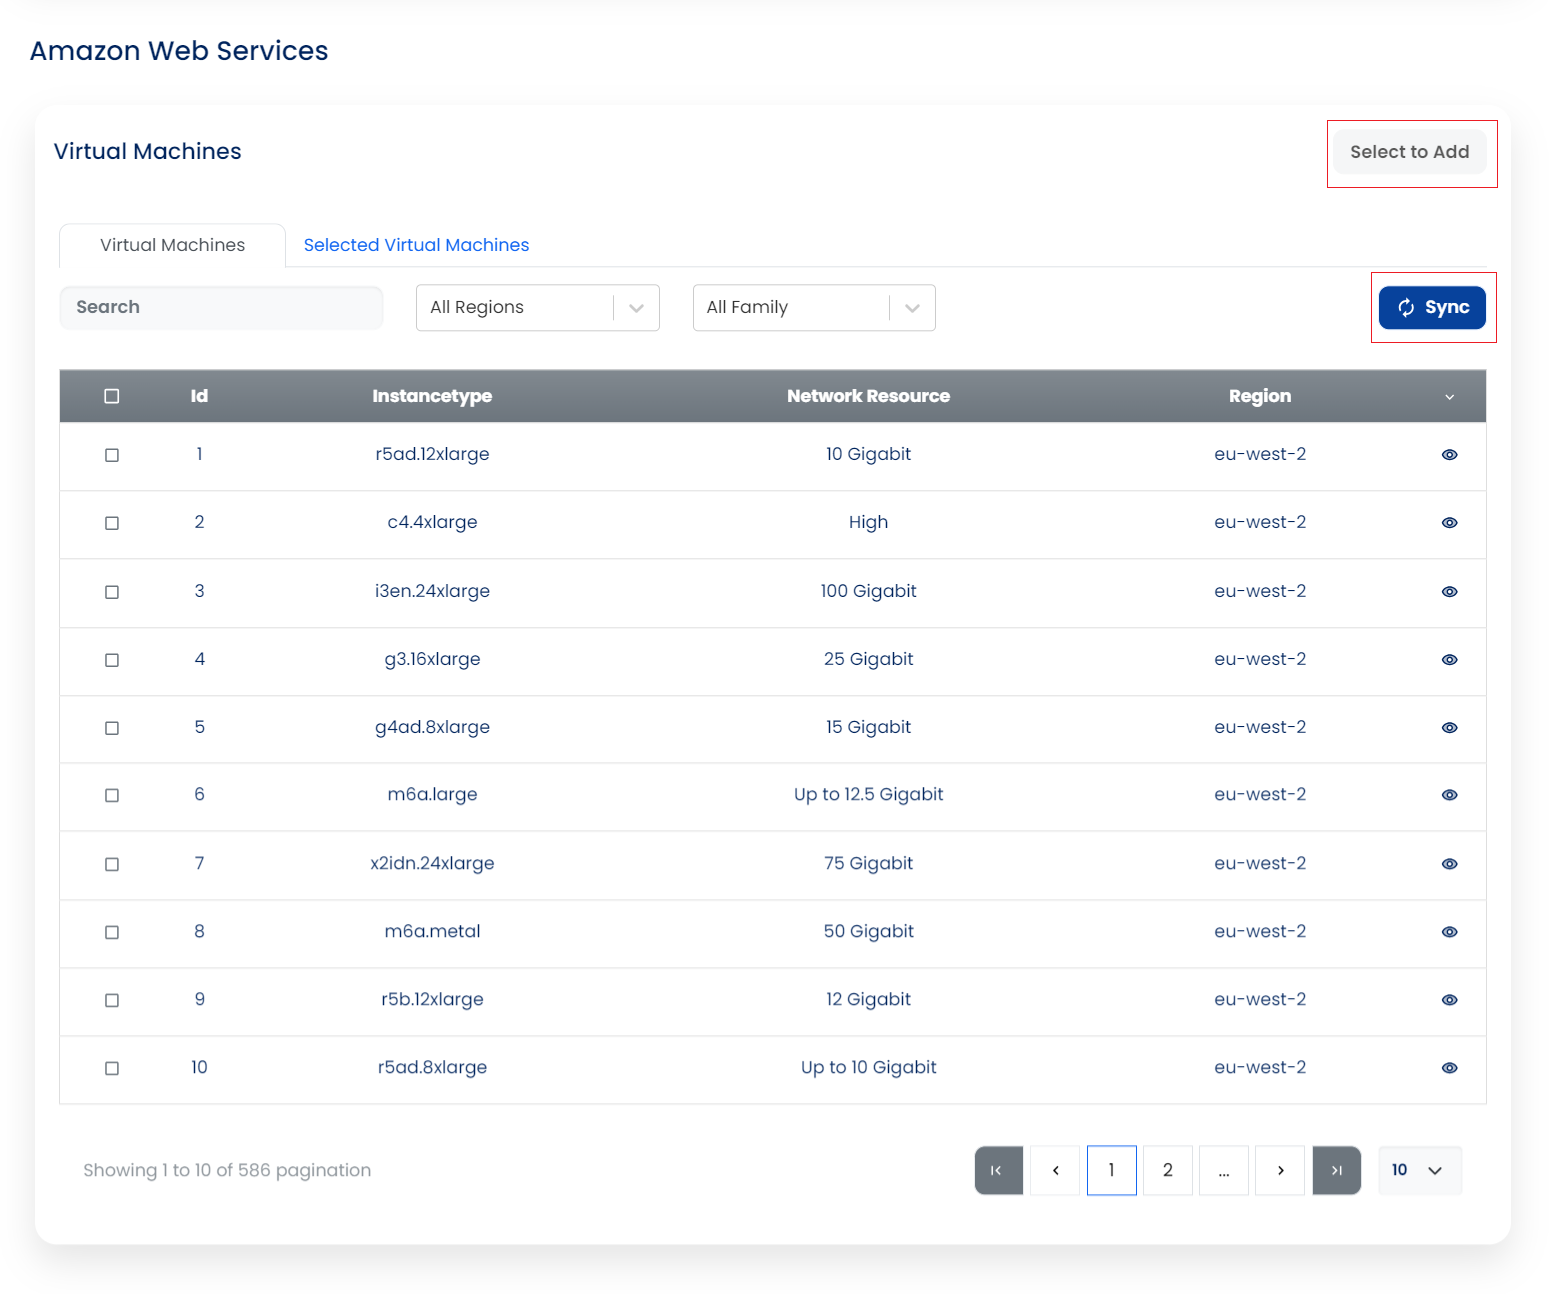 Amazon Web Services
Virtual Machines
Select to Add
Virtual Machines Selected Virtual Machines
Search All Regions All Family Sync
Id Instancetype Network Resource Region
1 r5ad.12xlarge 10 Gigabit eu-west-2
2 c4.4xlarge High eu-west-2
3 i3en.24xlarge 100 Gigabit eu-west-2
4 g3.16xlarge 25 Gigabit eu-west-2
5 g4ad.8xlarge 15 Gigabit eu-west-2
6 m6a.large Up to 12.5 Gigabit eu-west-2
7 x2idn.24xlarge 75 Gigabit eu-west-2
8 m6a.metal 50 Gigabit eu-west-2
9 r5b.12xlarge 12 Gigabit eu-west-2
10 r5ad.8xlarge Up to 10 Gigabit eu-west-2
Showing 1 to 10 of 586 pagination 1 2 ... 10